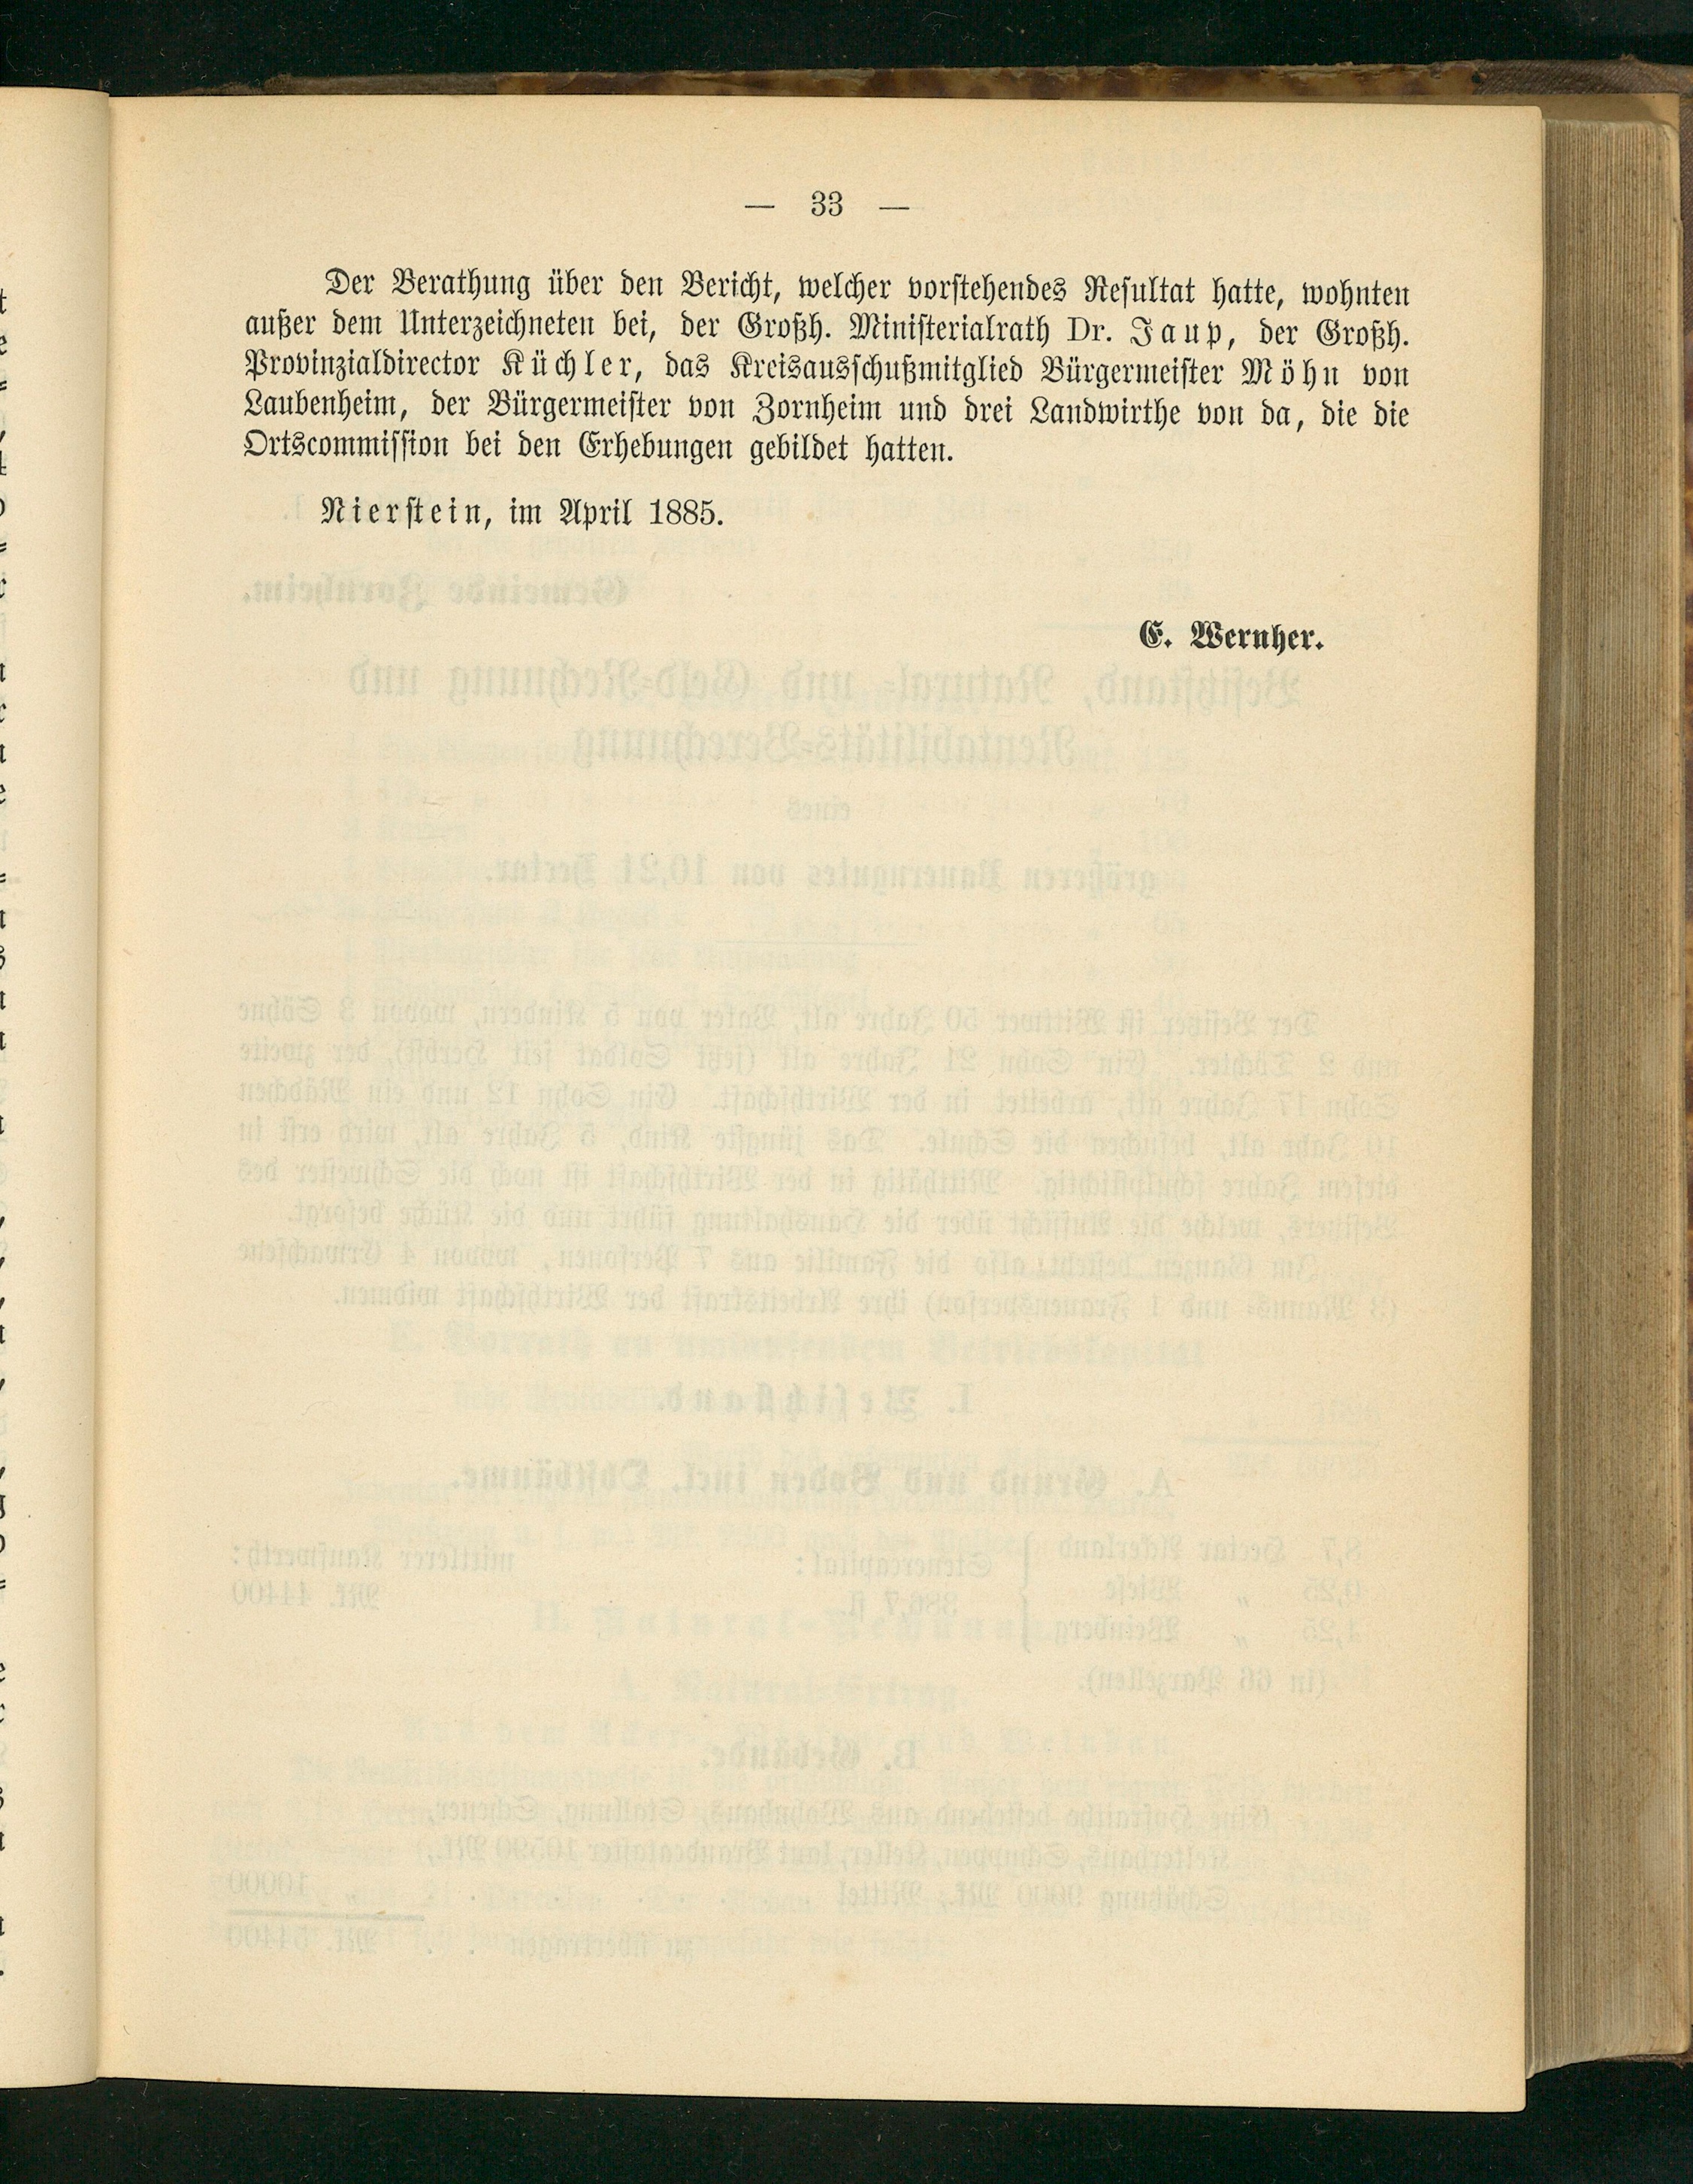 — 33 —
Der Berathung über den Bericht, welcher vorstehendes Resultat hatte, wohnten
außer dem Unterzeichneten bei, der Großh. Ministerialrath Dr. Jaup, der Großh.
Provinzialdirector Küchler, das Kreisausschußmitglied Bürgermeister Möhn von
Laubenheim, der Bürgermeister von Zornheim und drei Landwirthe von da, die die
Ortscommission bei den Erhebungen gebildet hatten.
Nierstein, im April 1885.
E. Wernher.